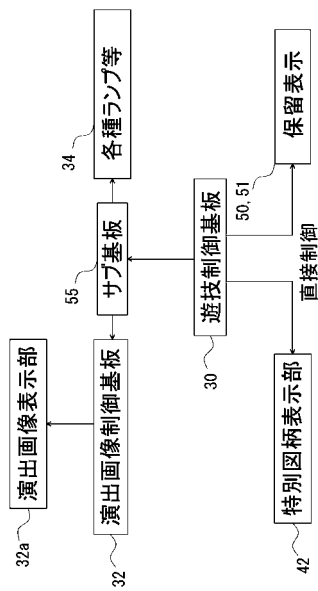 演出画像表示部
32a
演出画像制御基板
32
サブ基板
55
各種ランプ等
34
遊技制御基板
30
特別図柄表示部
42
直接制御
保留表示
50, 51